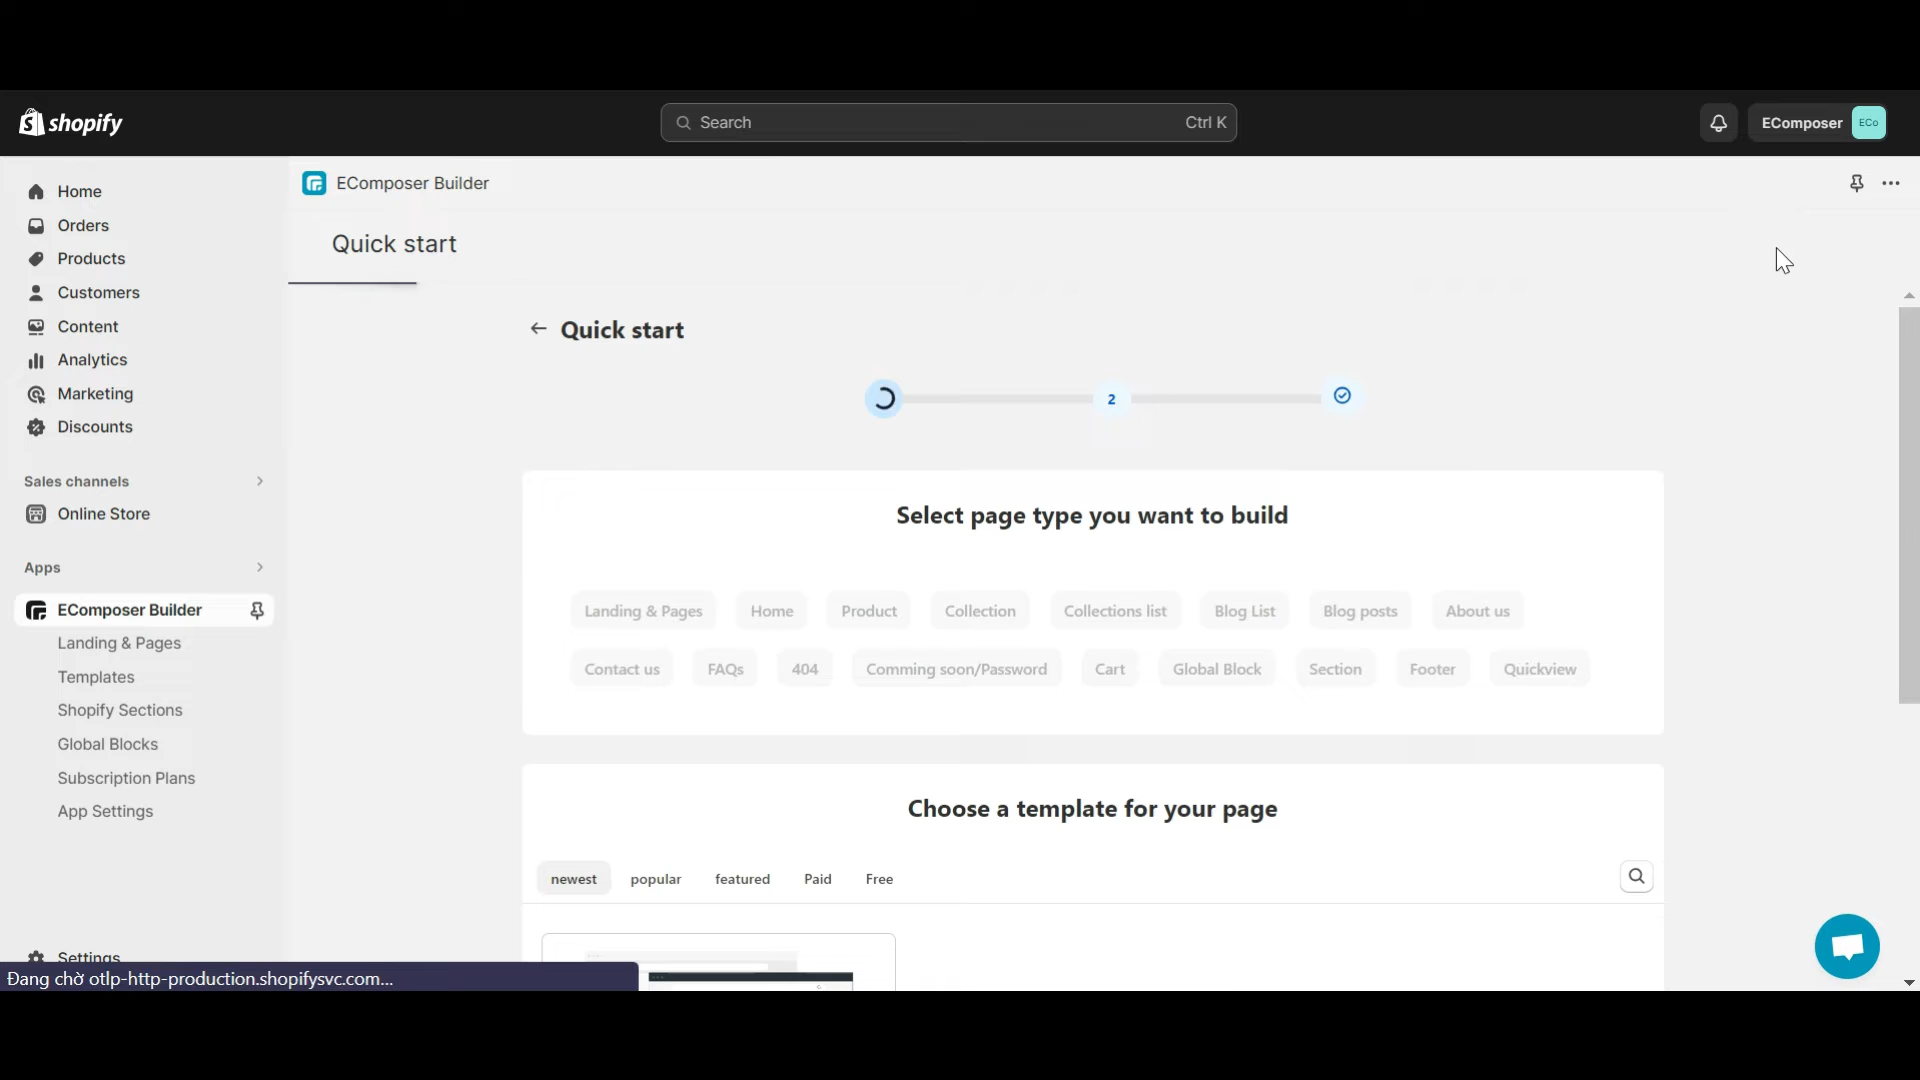 shopify
Search Ctrl K
EComposer ECo
Home
Orders
Products
Customers
Content
Analytics
Marketing
Discounts
Sales channels
Online Store
Apps
EComposer Builder
Landing & Pages
Templates
Shopify Sections
Global Blocks
Subscription Plans
App Settings
Settings
Đang chờ otlp-http-production.shopifysvc.com...
EComposer Builder
Quick start
Quick start
2
Select page type you want to build
Landing & Pages Home Product Collection Collections list Blog List Blog posts About us
Contact us FAQs 404 Comming soon/Password Cart Global Block Section Footer Quickview
Choose a template for your page
newest popular featured Paid Free